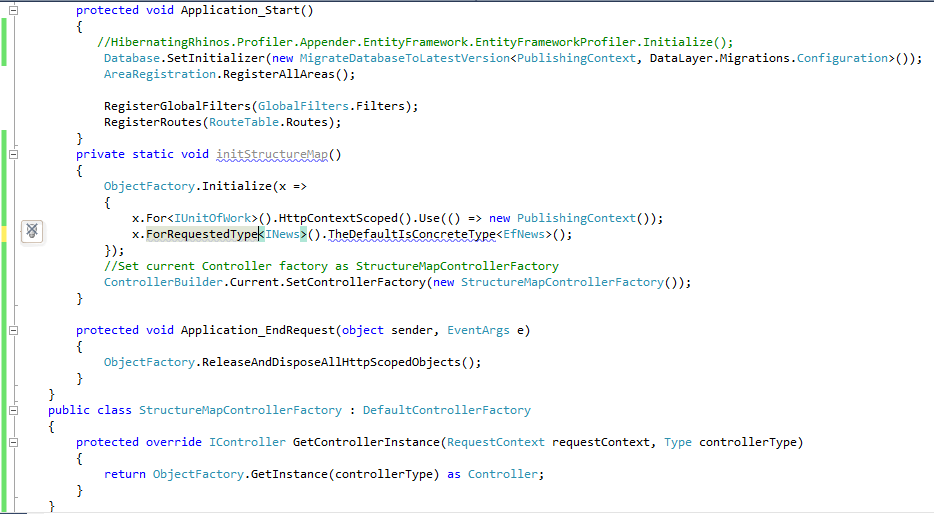 protected void Application_Start()
{
//HibernatingRhinos.Profiler.Appender.EntityFramework.EntityFrameworkProfiler.Initialize();
Database.SetInitializer(new MigrateDatabaseToLatestVersion<PublishingContext, DataLayer.Migrations.Configuration>());
AreaRegistration.RegisterAllAreas();
RegisterGlobalFilters(GlobalFilters.Filters);
RegisterRoutes(RouteTable.Routes);
}
private static void initStructureMap()
{
ObjectFactory.Initialize(x =>
{
x.For<IUnitOfWork>().HttpContextScoped().Use(() => new PublishingContext());
x.ForRequestedType<INews>().TheDefaultIsConcreteType<EfNews>();
});
//Set current Controller factory as StructureMapControllerFactory
ControllerBuilder.Current.SetControllerFactory(new StructureMapControllerFactory());
}
protected void Application_EndRequest(object sender, EventArgs e)
{
ObjectFactory.ReleaseAndDisposeAllHttpScopedObjects();
}
}
public class StructureMapControllerFactory : DefaultControllerFactory
{
protected override IController GetControllerInstance(RequestContext requestContext, Type controllerType)
{
return ObjectFactory.GetInstance(controllerType) as Controller;
}
}